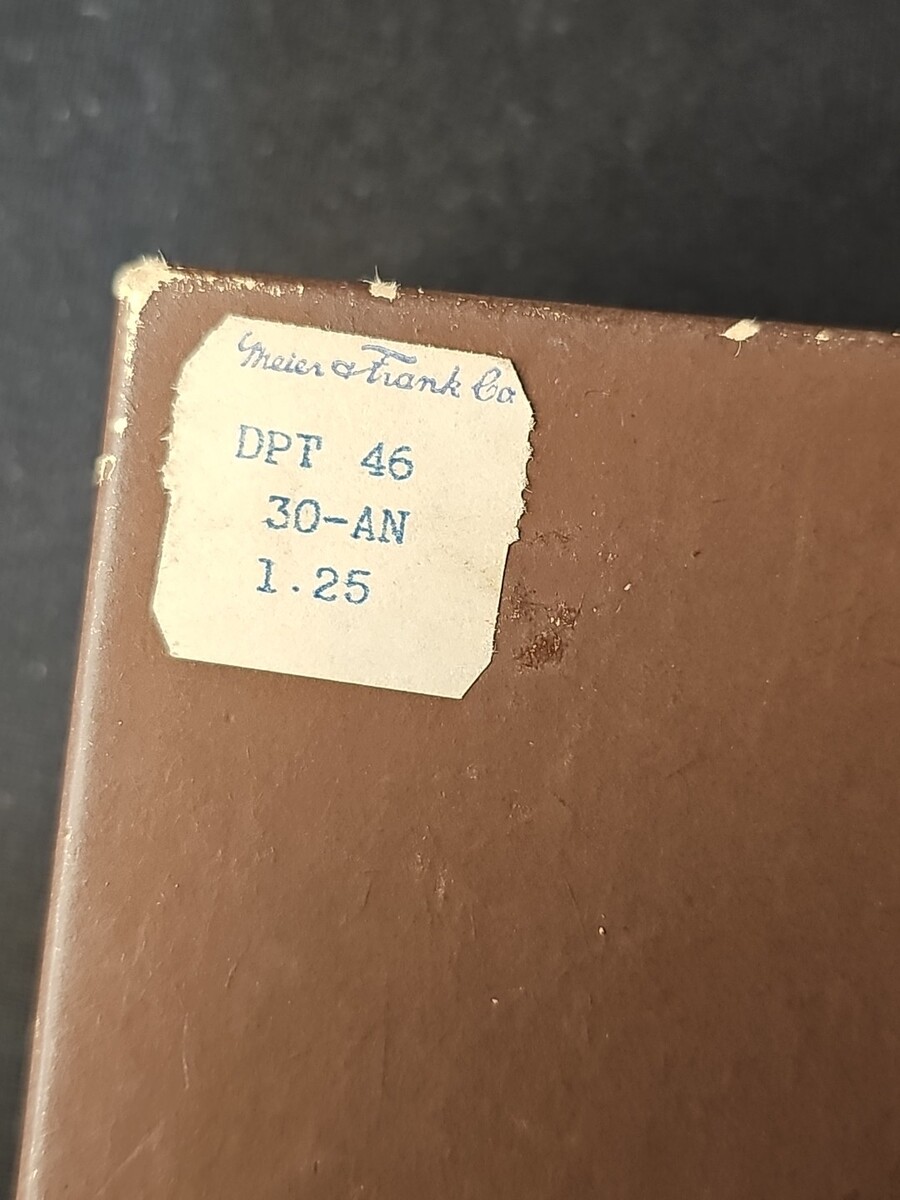 Meier & Frank Co.
DPT 46
30-AN
1.25